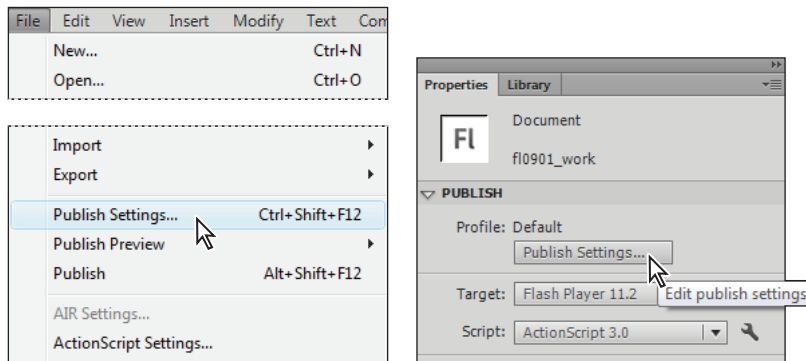 File Edit View Insert Modify Text Com
New... Ctrl+N
Open... Ctrl+O
Import
Export
Publish Settings... Ctrl+Shift+F12
Publish Preview
Publish Alt+Shift+F12
AIR Settings...
ActionScript Settings...
Properties Library
Fl
Document
fl0901_work
PUBLISH
Profile: Default
Publish Settings...
Target: Flash Player 11.2
Edit publish settings
Script: ActionScript 3.0